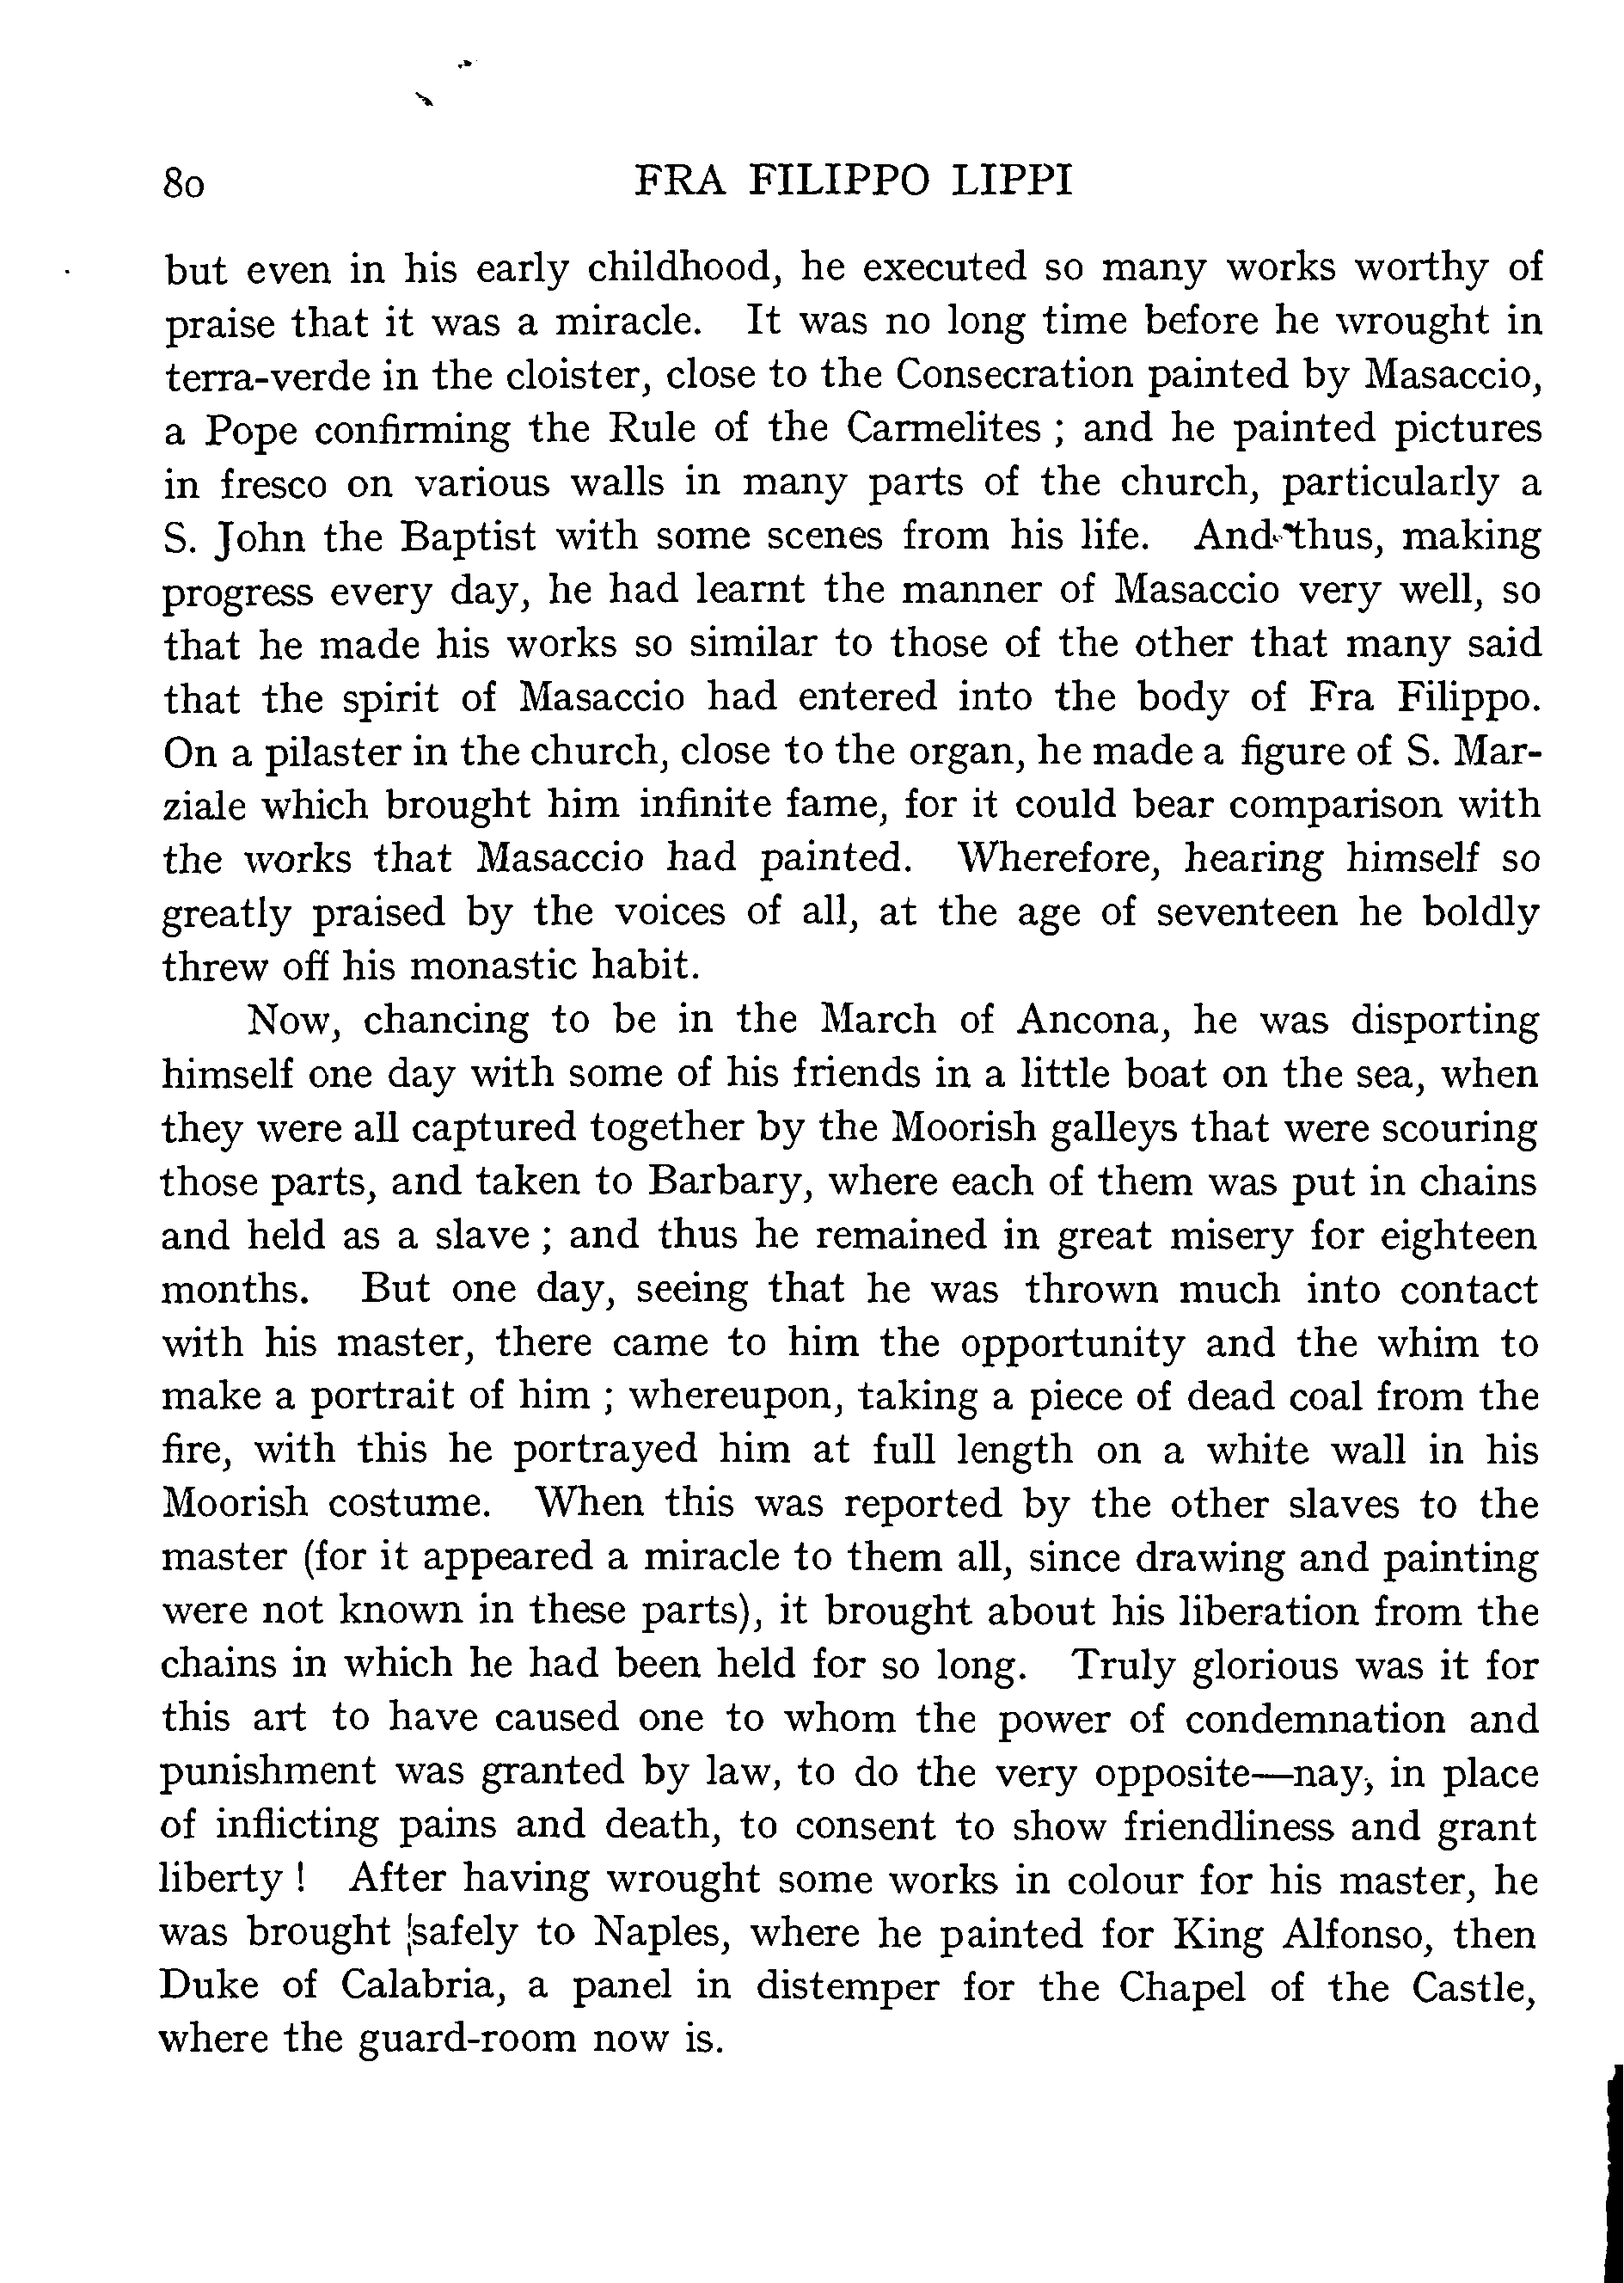 80 FRA FILIPPO LIPPI
but even in his early childhood, he executed so many works worthy of
praise that it was a miracle. It was no long time before he wrought in
terra-verde in the cloister, close to the Consecration painted by Masaccio,
a Pope confirming the Rule of the Carmelites ; and he painted pictures
in fresco on various walls in many parts of the church, particularly a
S. John the Baptist with some scenes from his life. And thus, making
progress every day, he had learnt the manner of Masaccio very well, so
that he made his works so similar to those of the other that many said
that the spirit of Masaccio had entered into the body of Fra Filippo.
On a pilaster in the church, close to the organ, he made a figure of S. Mar-
ziale which brought him infinite fame, for it could bear comparison with
the works that Masaccio had painted. Wherefore, hearing himself so
greatly praised by the voices of all, at the age of seventeen he boldly
threw off his monastic habit.
Now, chancing to be in the March of Ancona, he was disporting
himself one day with some of his friends in a little boat on the sea, when
they were all captured together by the Moorish galleys that were scouring
those parts, and taken to Barbary, where each of them was put in chains
and held as a slave ; and thus he remained in great misery for eighteen
months. But one day, seeing that he was thrown much into contact
with his master, there came to him the opportunity and the whim to
make a portrait of him ; whereupon, taking a piece of dead coal from the
fire, with this he portrayed him at full length on a white wall in his
Moorish costume. When this was reported by the other slaves to the
master (for it appeared a miracle to them all, since drawing and painting
were not known in these parts), it brought about his liberation from the
chains in which he had been held for so long. Truly glorious was it for
this art to have caused one to whom the power of condemnation and
punishment was granted by law, to do the very opposite—nay, in place
of inflicting pains and death, to consent to show friendliness and grant
liberty ! After having wrought some works in colour for his master, he
was brought safely to Naples, where he painted for King Alfonso, then
Duke of Calabria, a panel in distemper for the Chapel of the Castle,
where the guard-room now is.